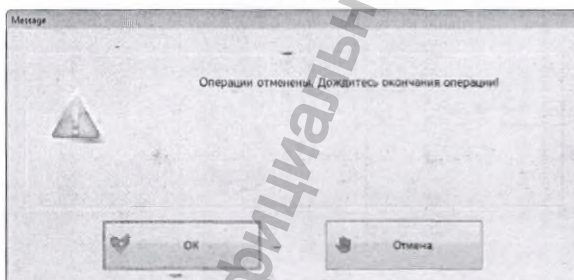 Message
Операции отменены. Дождитесь окончания операции!
OK
Отмена